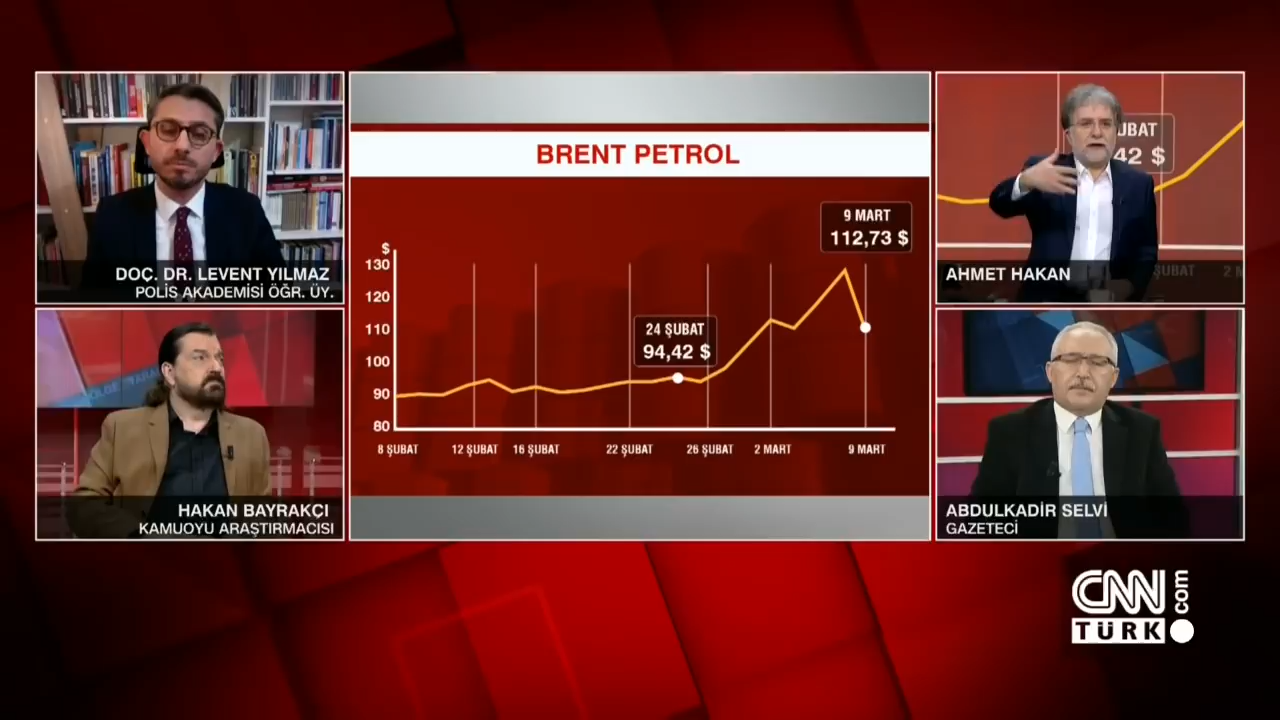 DOÇ. DR. LEVENT YILMAZ
POLİS AKADEMİSİ ÖĞR. ÜY.
HAKAN BAYRAKÇI
KAMUOYU ARAŞTIRMACISI
BRENT PETROL
$
130
120
110
100
90
80
24 ŞUBAT
94,42 $
9 MART
112,73 $
8 ŞUBAT
12 ŞUBAT
16 ŞUBAT
22 ŞUBAT
26 ŞUBAT
2 MART
9 MART
42 $
ŞUBAT
AHMET HAKAN
ABDULKADİR SELVİ
GAZETECİ
CNN
TÜRK
.com